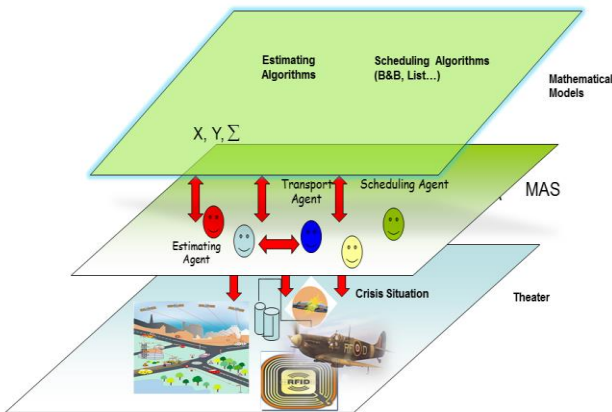 Estimating
Algorithms
Scheduling Algorithms
(B&B, List...)
Mathematical
Models
X, Y, Σ
Transport
Agent
Scheduling Agent
MAS
Estimating
Agent
Crisis Situation
Theater
RFID